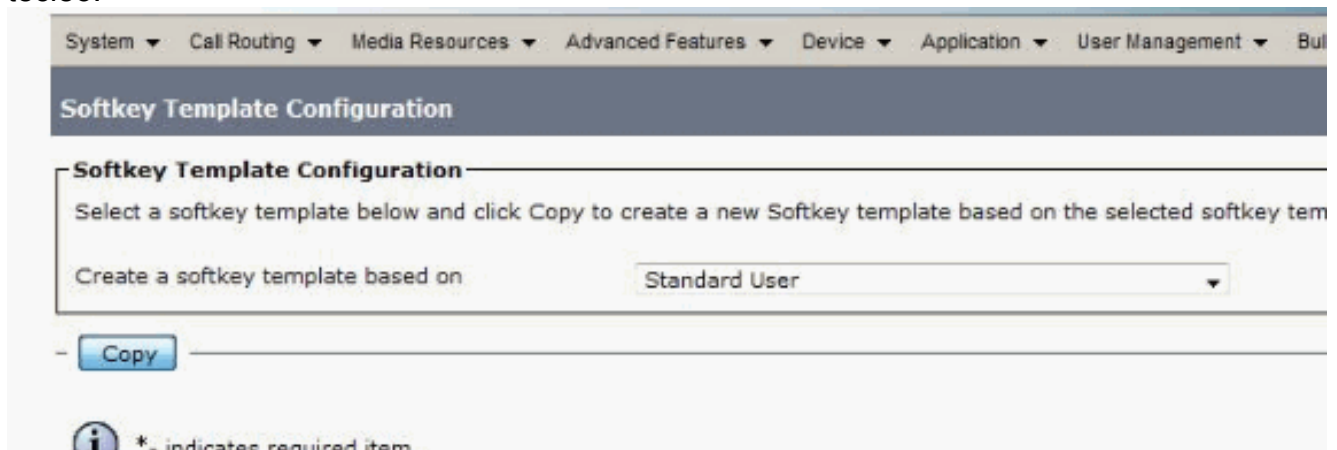 System Call Routing Media Resources Advanced Features Device Application User Management Bul
Softkey Template Configuration
Softkey Template Configuration
Select a softkey template below and click Copy to create a new Softkey template based on the selected softkey tem
Create a softkey template based on Standard User
Copy
*- indicates required item